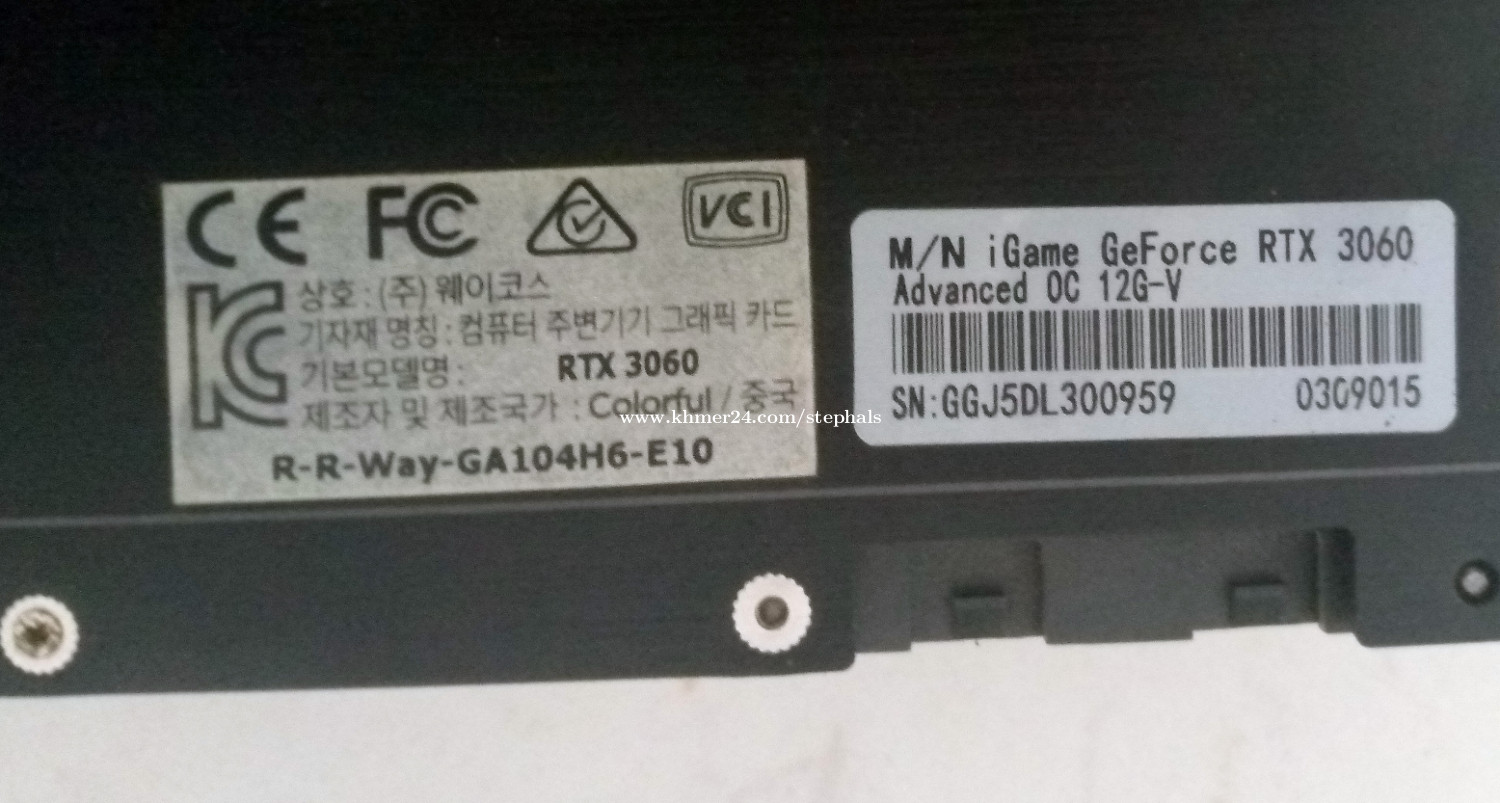 CE FC VCI
KC
상호 : (주) 웨이코스
기자재 명칭 : 컴퓨터 주변기기 그래픽 카드
기본모델명 : RTX 3060
제조자 및 제조국가 : Colorful / 중국
R-R-Way-GA104H6-E10
M/N iGame GeForce RTX 3060
Advanced OC 12G-V
SN:GGJ5DL300959 0309015
www.khmer24.com/stephals